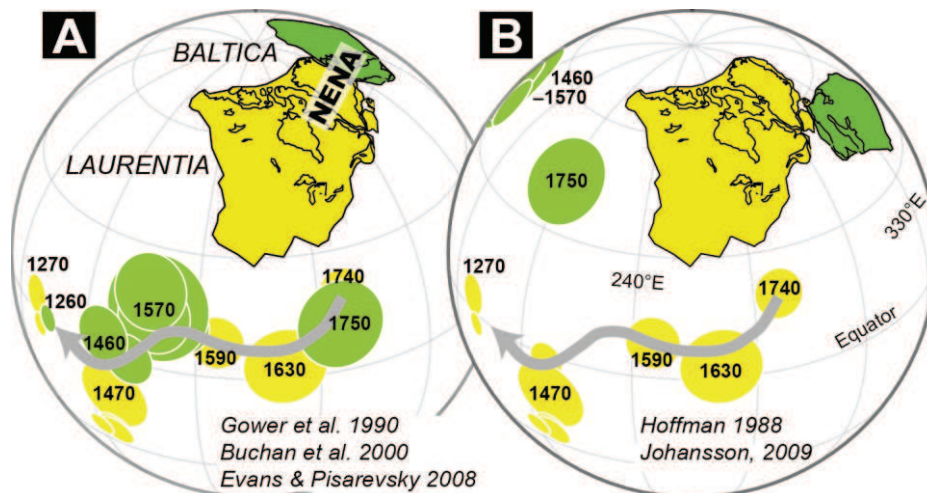 A
BALTICA
NENA
LAURENTIA
1270
1260
1570
1460
1470
1590
1630
1740
1750
Gower et al. 1990
Buchan et al. 2000
Evans & Pisarevsky 2008
B
1460
–1570
1750
330°E
1270
240°E
1740
Equator
1590
1630
1470
Hoffman 1988
Johansson, 2009